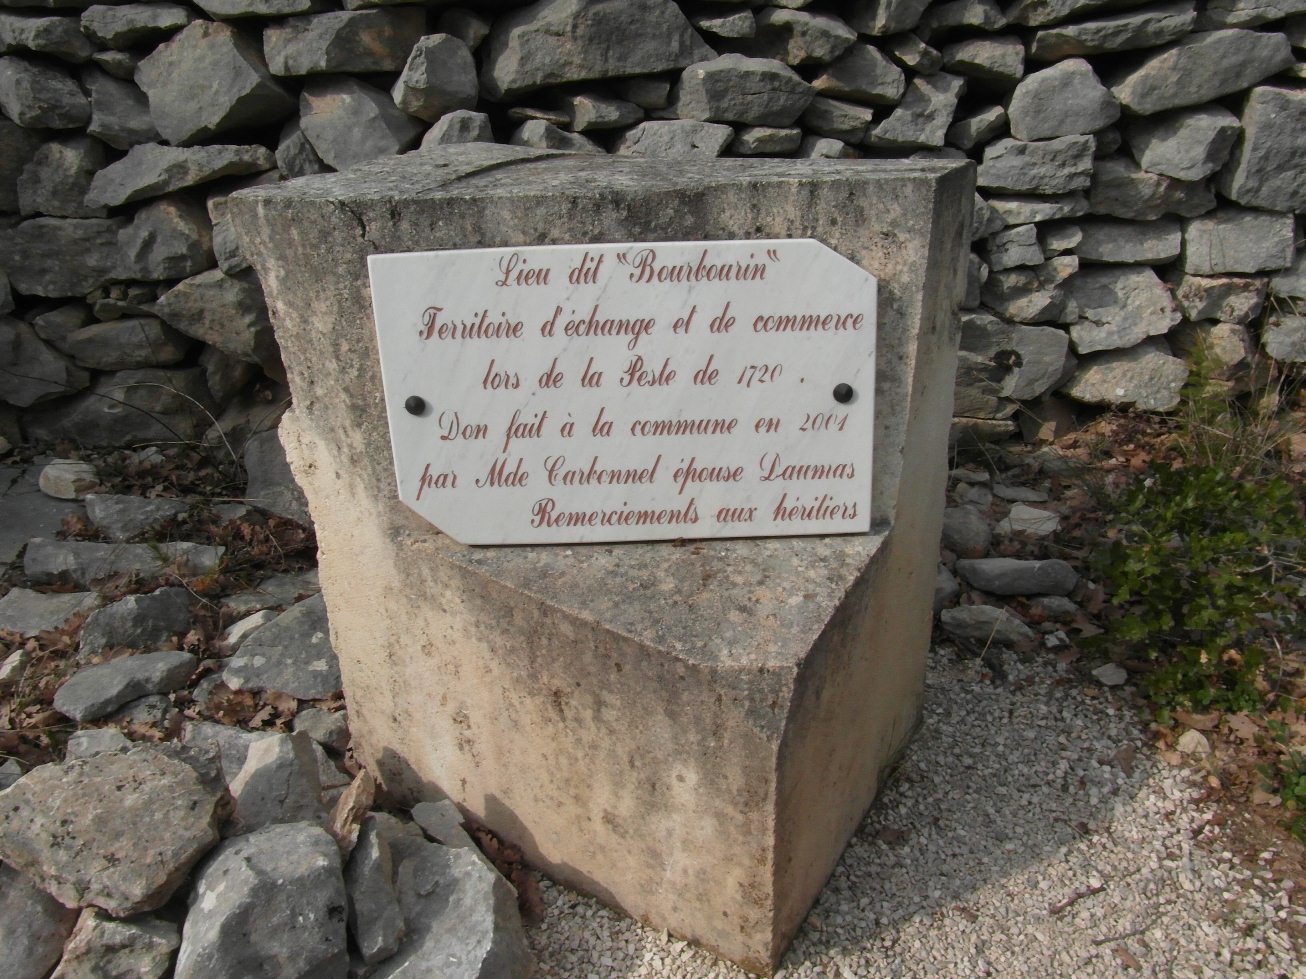 Lieu dit "Bourbourin"
Territoire d'échange et de commerce
lors de la Peste de 1720 .
Don fait à la commune en 2001
par Mde Carbonnel épouse Daumas
Remerciements aux héritiers